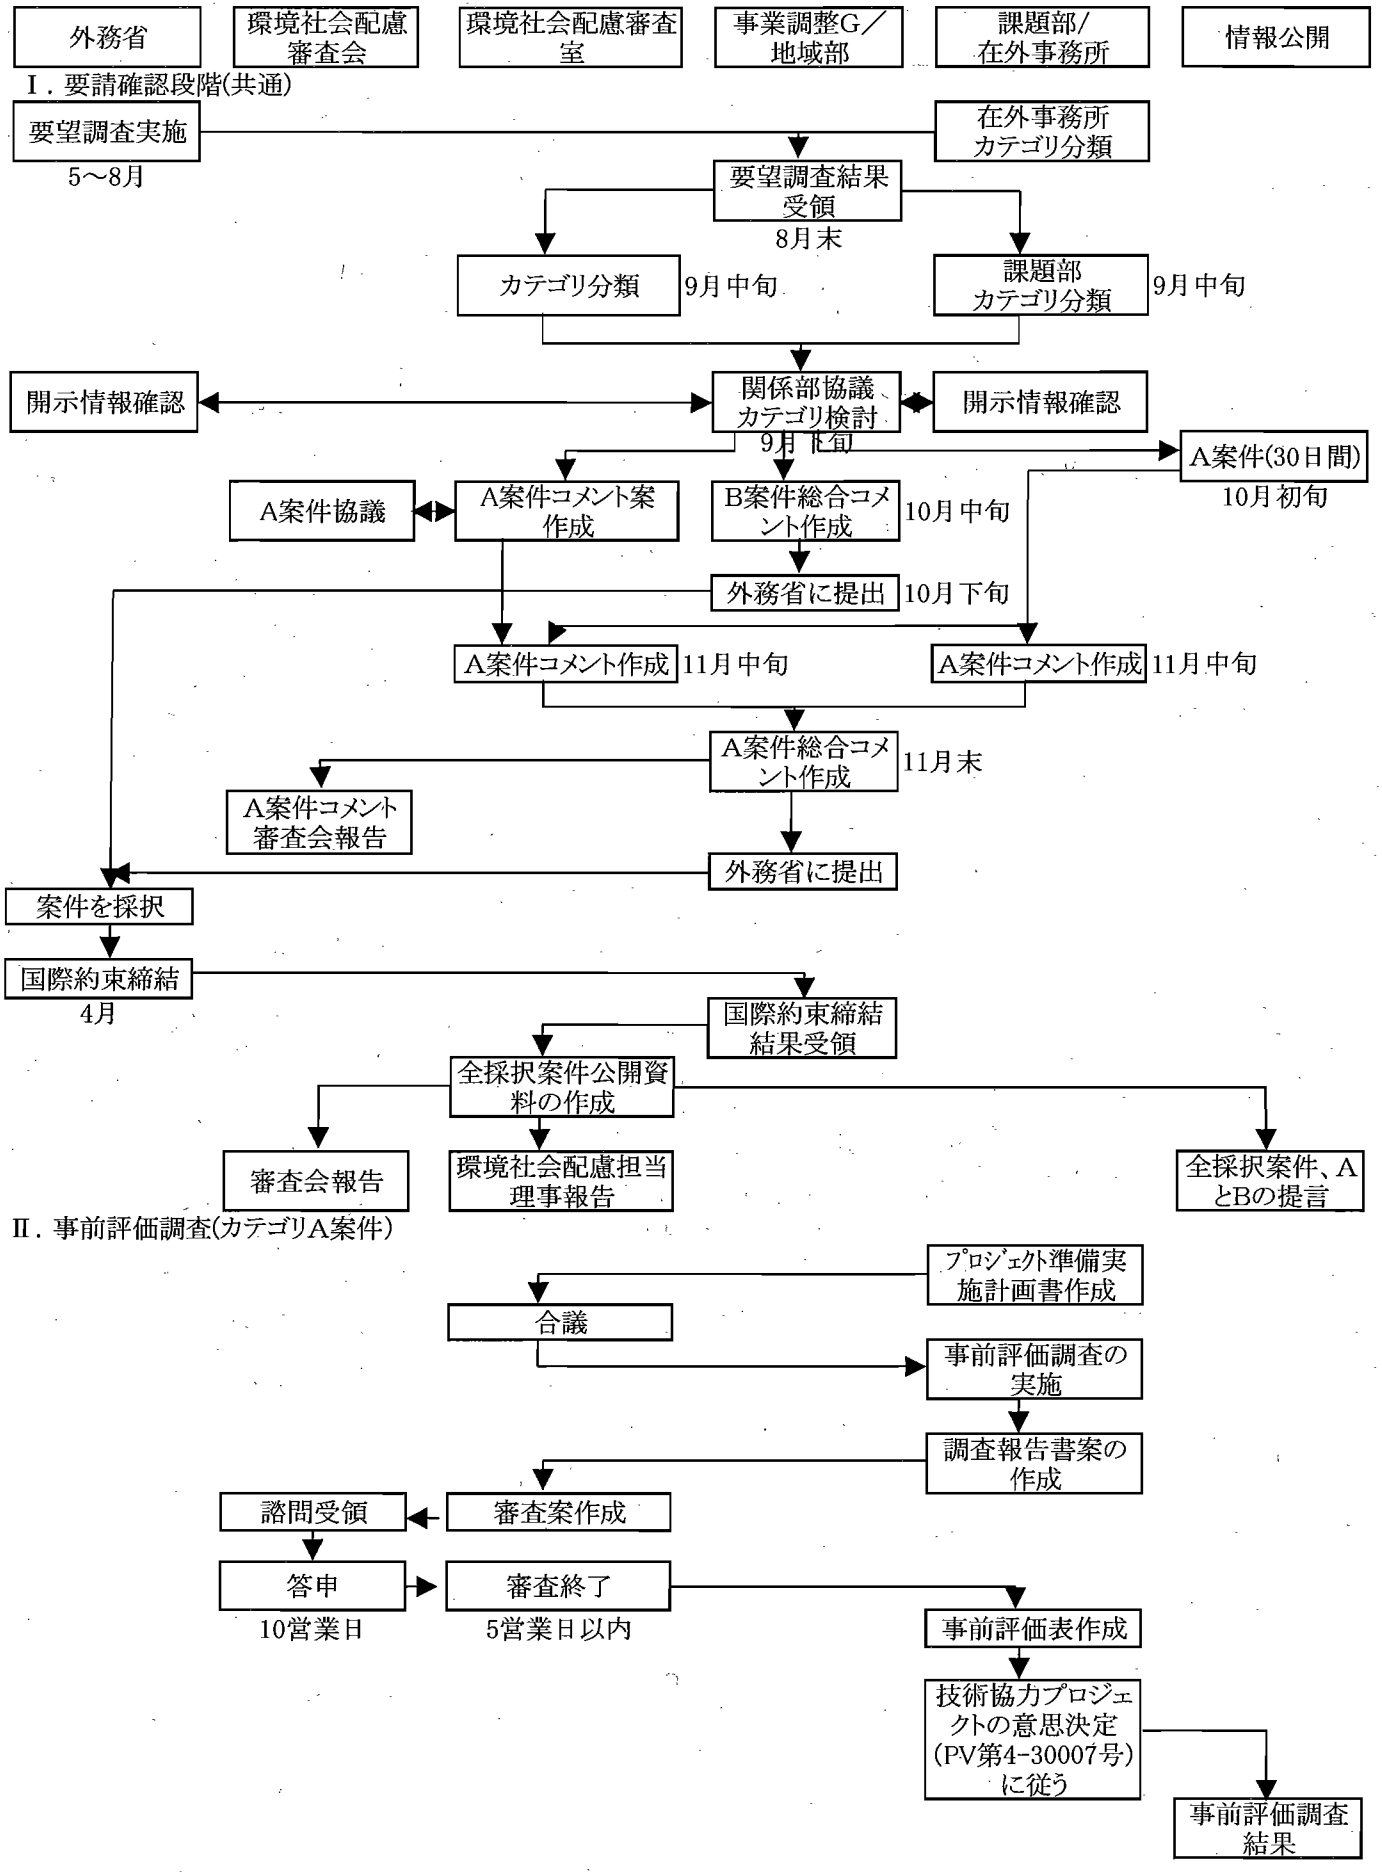 外務省
環境社会配慮
審査会
環境社会配慮審査
室
事業調整G／
地域部
課題部/
在外事務所
情報公開
Ⅰ．要請確認段階(共通)
要望調査実施
5～8月
在外事務所
カテゴリ分類
要望調査結果
受領
8月末
カテゴリ分類
9月中旬
課題部
カテゴリ分類
9月中旬
開示情報確認
関係部協議
カテゴリ検討
9月下旬
開示情報確認
A案件(30日間)
10月初旬
A案件協議
A案件コメント案
作成
B案件総合コメ
ント作成
10月中旬
外務省に提出
10月下旬
A案件コメント作成
11月中旬
A案件コメント作成
11月中旬
A案件総合コメ
ント作成
11月末
A案件コメント
審査会報告
外務省に提出
案件を採択
国際約束締結
4月
国際約束締結
結果受領
全採択案件公開資
料の作成
審査会報告
環境社会配慮担当
理事報告
全採択案件、A
とBの提言
Ⅱ．事前評価調査(カテゴリA案件)
プロジェクト準備実
施計画書作成
合議
事前評価調査の
実施
調査報告書案の
作成
諮問受領
審査案作成
答申
10営業日
審査終了
5営業日以内
事前評価表作成
技術協力プロジェ
クトの意思決定
(PV第4-30007号)
に従う
事前評価調査
結果